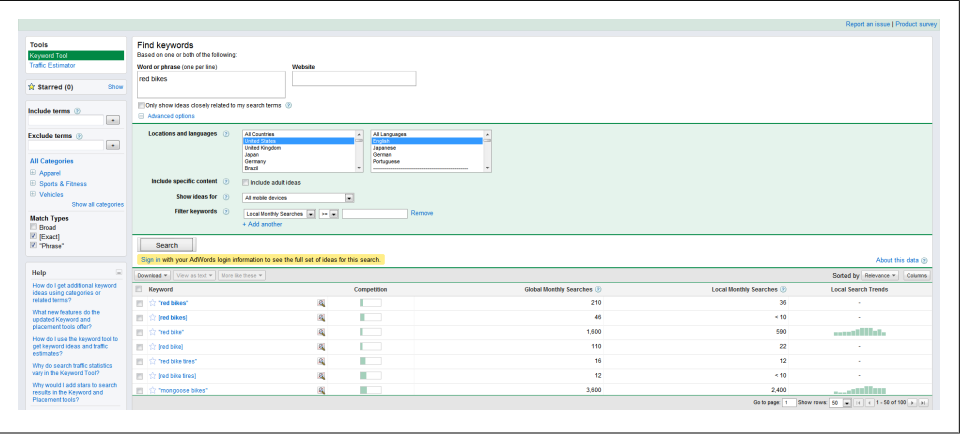 Report an issue | Product survey
Tools
Keyword Tool
Traffic Estimator
Starred (0) Show
Include terms
+
Exclude terms
+
All Categories
Apparel
Sports & Fitness
Vehicles
Show all categories
Match Types
Broad
[Exact]
"Phrase"
Help
How do I get additional keyword
ideas using categories or
related terms?
What new features do the
updated Keyword and
placement tools offer?
How do I use the keyword tool to
get keyword ideas and traffic
estimates?
Why do search traffic statistics
vary in the Keyword Tool?
Why would I add stars to search
results in the Keyword and
Placement tools?
Find keywords
Based on one or both of the following:
Word or phrase (one per line) Website
red bikes
Only show ideas closely related to my search terms
Advanced options
Locations and languages
All Countries
United States
United Kingdom
Japan
Germany
Brazil
All Languages
English
Japanese
German
Portuguese
Include specific content Include adult ideas
Show ideas for All mobile devices
Filter keywords Local Monthly Searches >= Remove
+ Add another
Search
Sign in with your AdWords login information to see the full set of ideas for this search.
About this data
Download View as text More like these Sorted by Relevance Columns
Keyword Competition Global Monthly Searches Local Monthly Searches Local Search Trends
"red bikes" 210 36 -
[red bikes] 46 < 10 -
"red bike" 1,600 590
[red bike] 110 22 -
"red bike tires" 16 12 -
[red bike tires] 12 < 10 -
"mongoose bikes" 3,600 2,400
Go to page: 1 Show rows: 50 1 - 50 of 100